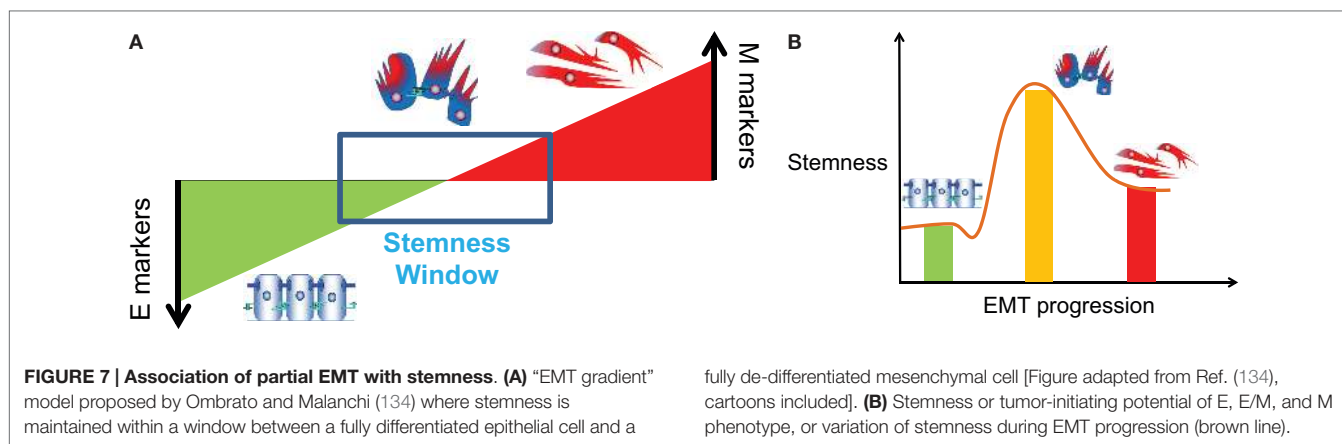 A
M markers
E markers
Stemness
Window
B
Stemness
EMT progression
FIGURE 7 | Association of partial EMT with stemness. (A) “EMT gradient”
model proposed by Ombrato and Malanchi (134) where stemness is
maintained within a window between a fully differentiated epithelial cell and a
fully de-differentiated mesenchymal cell [Figure adapted from Ref. (134),
cartoons included]. (B) Stemness or tumor-initiating potential of E, E/M, and M
phenotype, or variation of stemness during EMT progression (brown line).